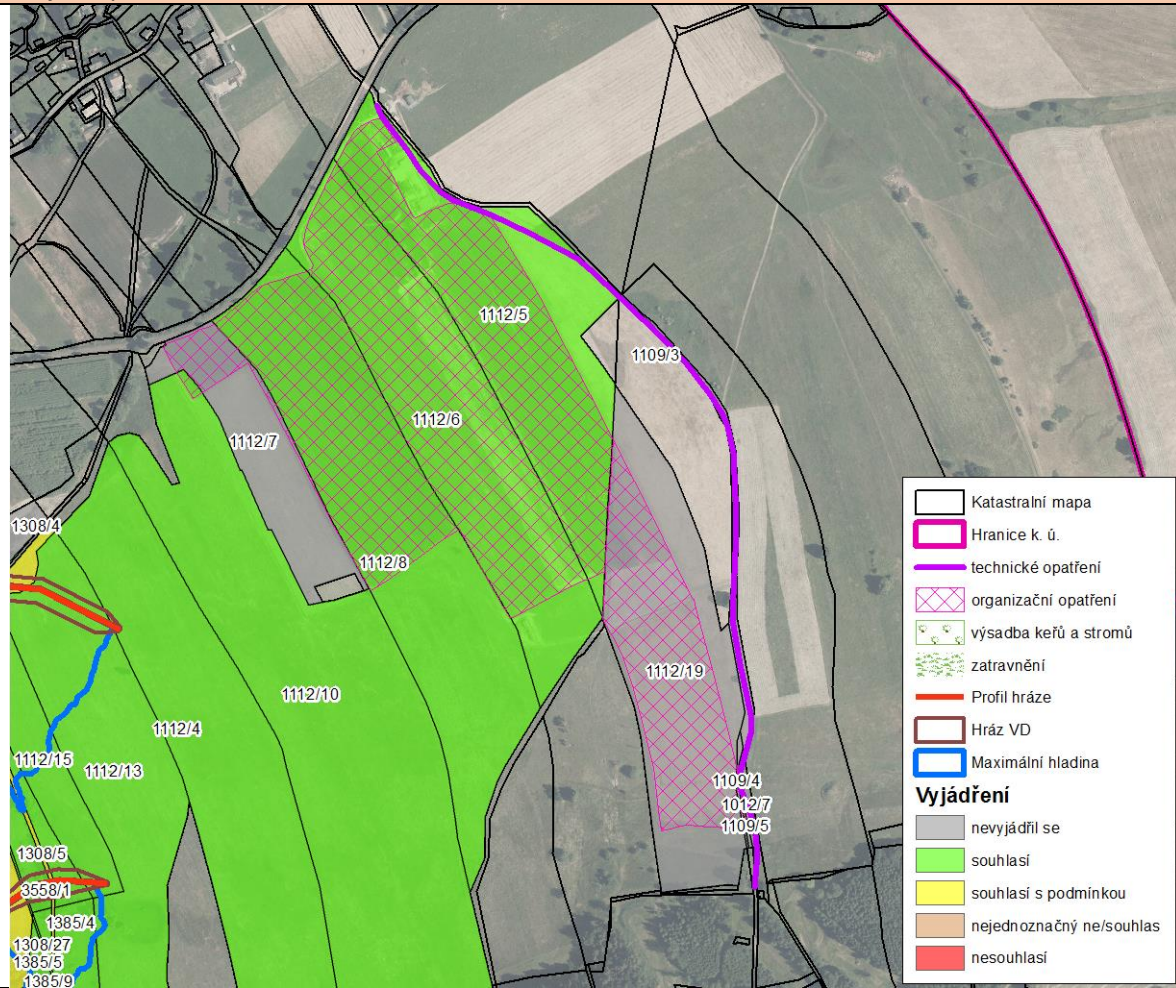 1112/5
1109/3
1112/6
1112/7
1308/4
1112/8
1112/19
1112/10
1112/4
1112/15
1112/13
1109/4
1012/7
1109/5
1308/5
3558/1
1385/4
1308/27
1385/5
1385/9
Katastralní mapa
Hranice k. ú.
technické opatření
organizační opatření
výsadba keřů a stromů
zatravnění
Profil hráze
Hráz VD
Maximální hladina
Vyjádření
nevyjádřil se
souhlasí
souhlasí s podmínkou
nejednoznačný ne/souhlas
nesouhlasí